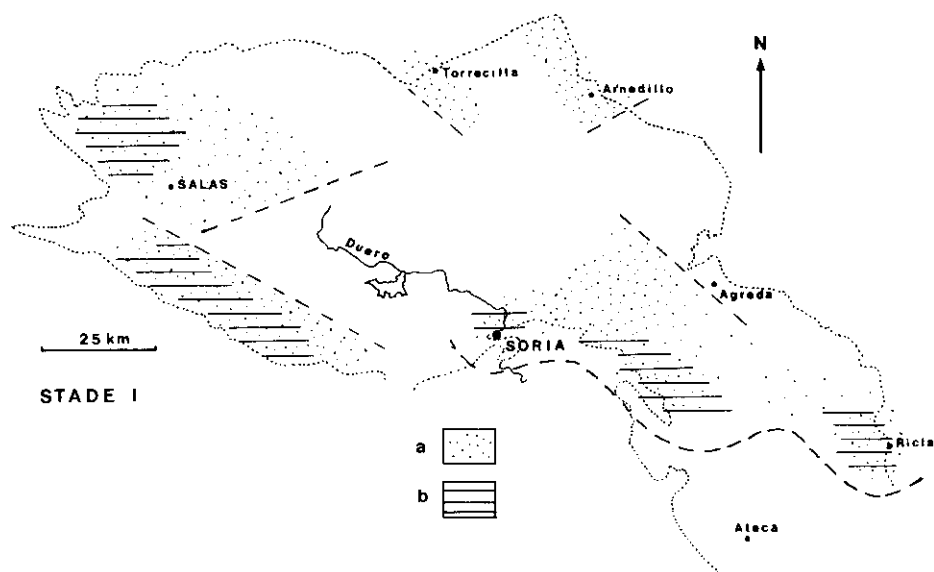 N
Torrecilla
Arnedillo
SALAS
Duero
Agreda
25 km
SORIA
STADE I
a
Ricla
b
Ateca